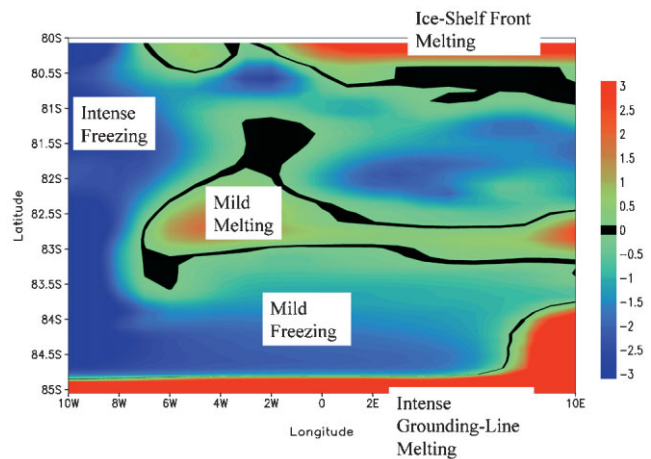 Ice-Shelf Front
Melting
80S
80.5S
81S
81.5S
82S
82.5S
83S
83.5S
84S
84.5S
85S
Latitude
Intense
Freezing
Mild
Melting
Mild
Freezing
10W
8W
6W
4W
2W
0
2E
10E
Longitude
Intense
Grounding-Line
Melting
3
2.5
2
1.5
1
0.5
0
-0.5
-1
-1.5
-2
-2.5
-3